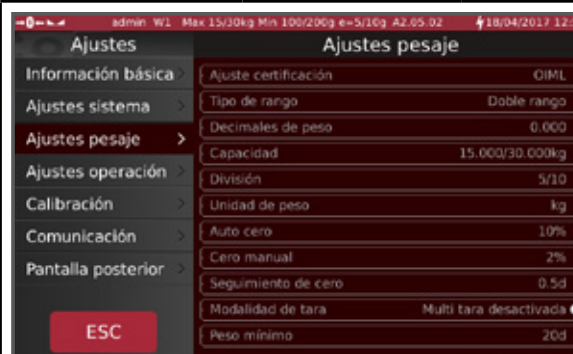 admin W1 Max 15/30kg Min 100/200g e=5/10g A2.05.02 18/04/2017 12:
Ajustes
Ajustes pesaje
Información básica
Ajustes sistema
Ajustes pesaje
Ajustes operación
Calibración
Comunicación
Pantalla posterior
ESC
Ajuste certificación OIML
Tipo de rango Doble rango
Decimales de peso 0.000
Capacidad 15.000/30.000kg
División 5/10
Unidad de peso kg
Auto cero 10%
Cero manual 2%
Seguimiento de cero 0.5d
Modalidad de tara Multi tara desactivada
Peso mínimo 20d